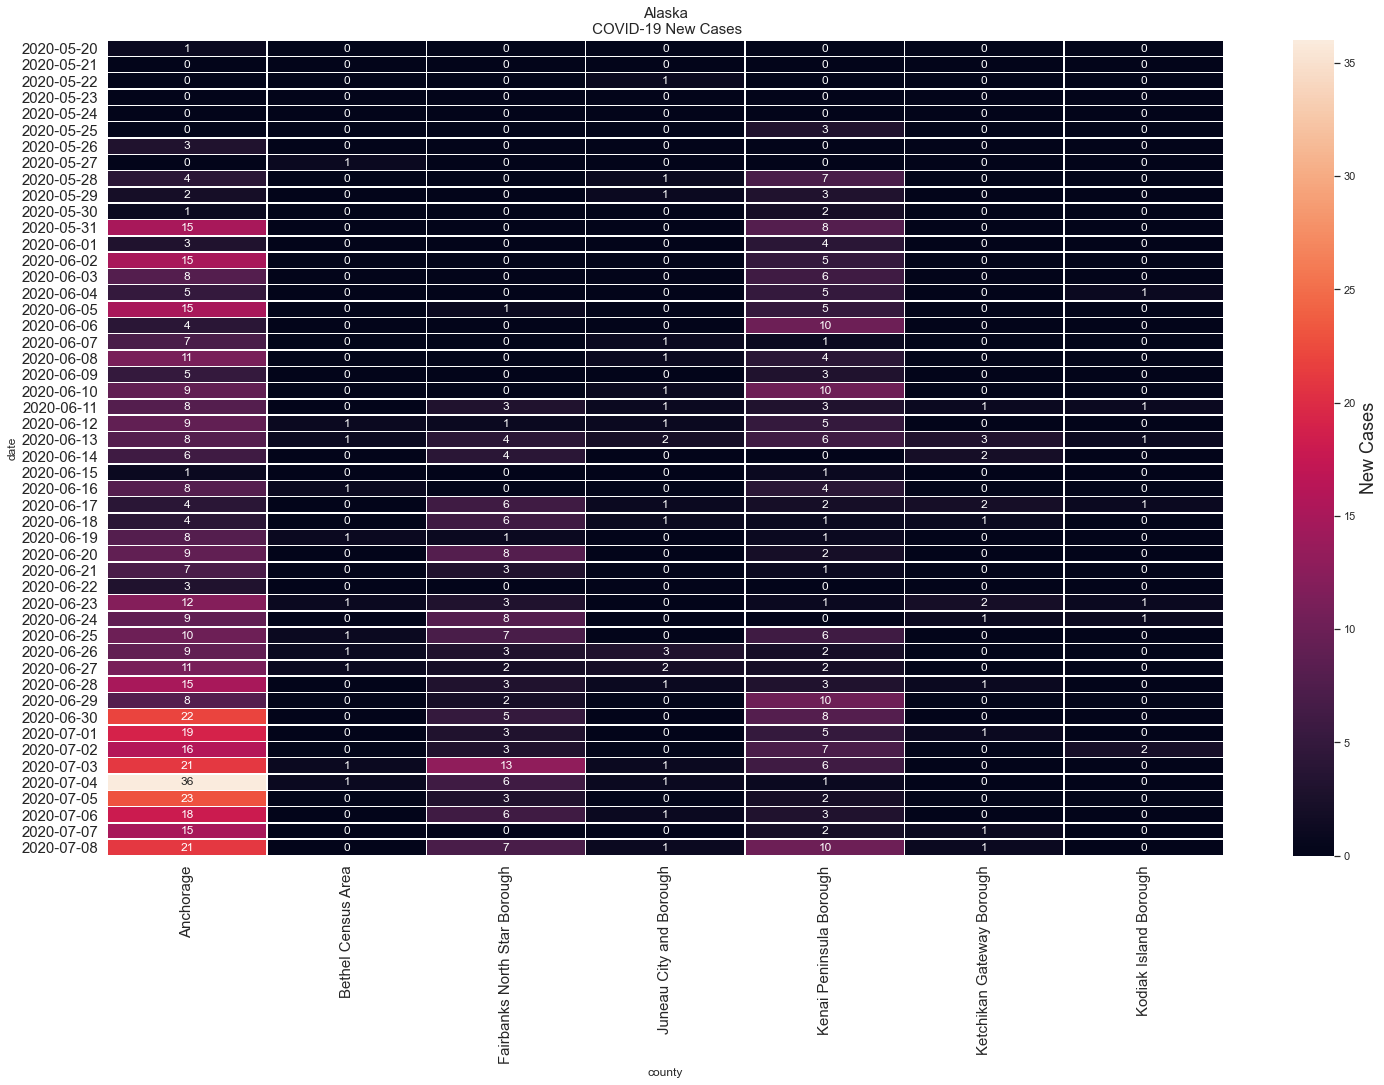 Alaska
COVID-19 New Cases
2020-05-20 1 0 0 0 0 0 0
2020-05-21 0 0 0 0 0 0 0
2020-05-22 0 0 0 1 0 0 0
2020-05-23 0 0 0 0 0 0 0
2020-05-24 0 0 0 0 0 0 0
2020-05-25 0 0 0 0 3 0 0
2020-05-26 3 0 0 0 0 0 0
2020-05-27 0 1 0 0 0 0 0
2020-05-28 4 0 0 1 7 0 0
2020-05-29 2 0 0 1 3 0 0
2020-05-30 1 0 0 0 2 0 0
2020-05-31 15 0 0 0 8 0 0
2020-06-01 3 0 0 0 4 0 0
2020-06-02 15 0 0 0 5 0 0
2020-06-03 8 0 0 0 6 0 0
2020-06-04 5 0 0 0 5 0 1
2020-06-05 15 0 1 0 5 0 0
2020-06-06 4 0 0 0 10 0 0
2020-06-07 7 0 0 1 1 0 0
2020-06-08 11 0 0 1 4 0 0
2020-06-09 5 0 0 0 3 0 0
2020-06-10 9 0 0 1 10 0 0
2020-06-11 8 0 3 1 3 1 1
2020-06-12 9 1 1 1 5 0 0
2020-06-13 8 1 4 2 6 3 1
2020-06-14 6 0 4 0 0 2 0
2020-06-15 1 0 0 0 1 0 0
2020-06-16 8 1 0 0 4 0 0
2020-06-17 4 0 6 1 2 2 1
2020-06-18 4 0 6 1 1 1 0
2020-06-19 8 1 1 0 1 0 0
2020-06-20 9 0 8 0 2 0 0
2020-06-21 7 0 3 0 1 0 0
2020-06-22 3 0 0 0 0 0 0
2020-06-23 12 1 3 0 1 2 1
2020-06-24 9 0 8 0 0 1 1
2020-06-25 10 1 7 0 6 0 0
2020-06-26 9 1 3 3 2 0 0
2020-06-27 11 1 2 2 2 0 0
2020-06-28 15 0 3 1 3 1 0
2020-06-29 8 0 2 0 10 0 0
2020-06-30 22 0 5 0 8 0 0
2020-07-01 19 0 3 0 5 1 0
2020-07-02 16 0 3 0 7 0 2
2020-07-03 21 1 13 1 6 0 0
2020-07-04 36 1 6 1 1 0 0
2020-07-05 23 0 3 0 2 0 0
2020-07-06 18 0 6 1 3 0 0
2020-07-07 15 0 0 0 2 1 0
2020-07-08 21 0 7 1 10 1 0
date
Anchorage
Bethel Census Area
Fairbanks North Star Borough
Juneau City and Borough
Kenai Peninsula Borough
Ketchikan Gateway Borough
Kodiak Island Borough
county
35
30
25
20
15
10
5
0
New Cases